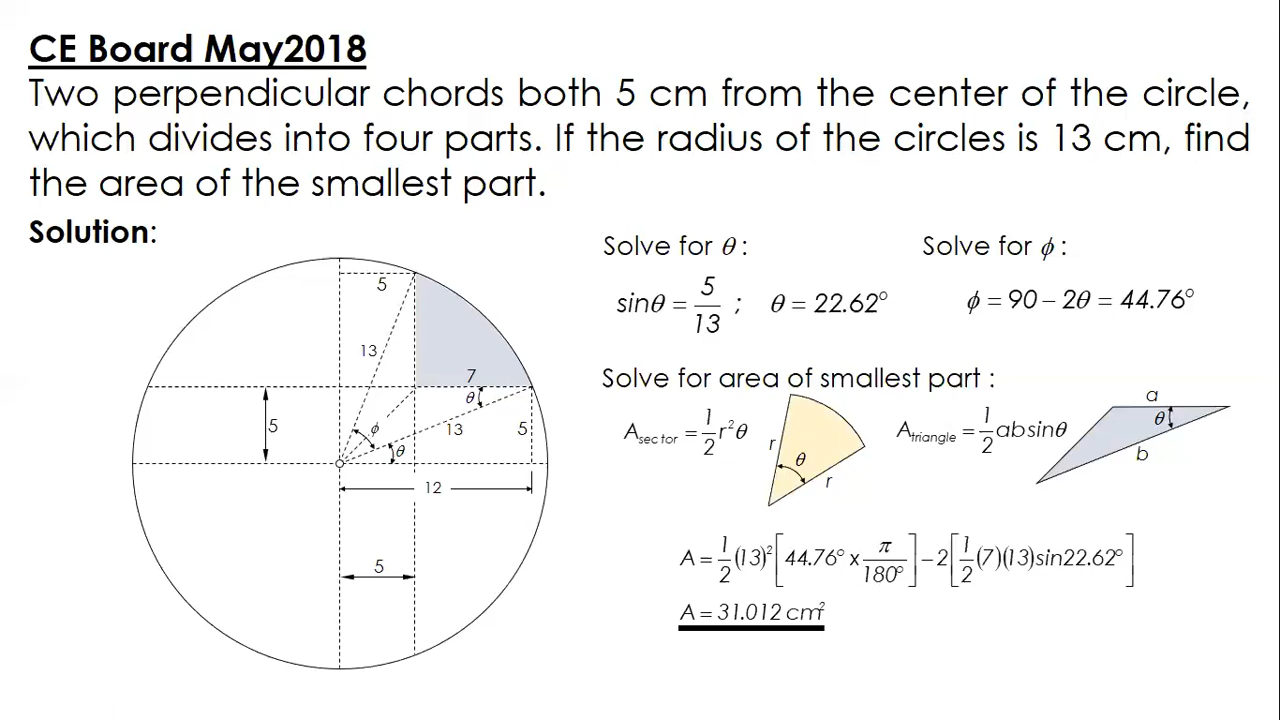 CE Board May2018
Two perpendicular chords both 5 cm from the center of the circle,
which divides into four parts. If the radius of the circles is 13 cm, find
the area of the smallest part.
Solution:
5
13
7
θ
5
ϕ
13
5
θ
12
5
Solve for θ :
sinθ = 5/13 ; θ = 22.62°
Solve for ϕ :
ϕ = 90 − 2θ = 44.76°
Solve for area of smallest part :
A_sector = 1/2 r²θ
r
θ
r
A_triangle = 1/2 absinθ
a
θ
b
A = 1/2 (13)² [44.76° x π/180°] − 2[1/2 (7)(13)sin22.62°]
A = 31.012 cm²